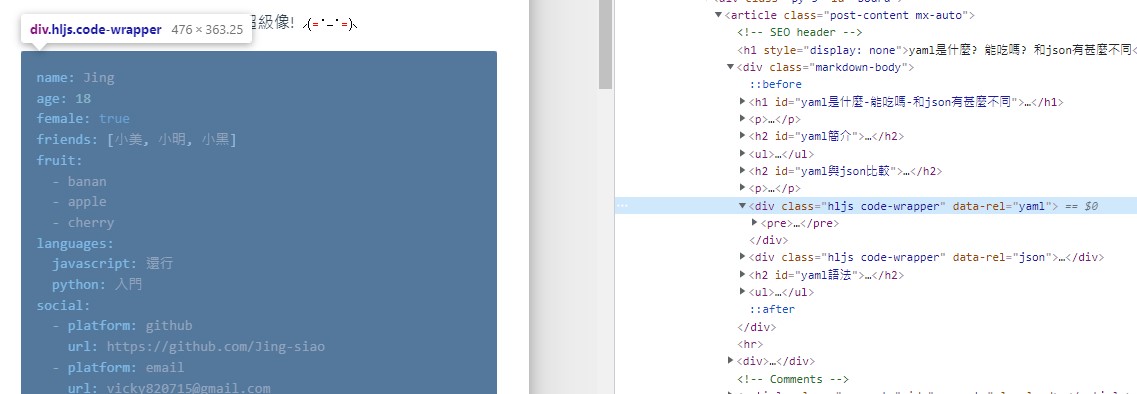 超級像! ⸝(=˙–˙=)⸜
div.hljs.code-wrapper 476 × 363.25
name: Jing
age: 18
female: true
friends: [小美, 小明, 小黑]
fruit:
- banan
- apple
- cherry
languages:
javascript: 還行
python: 入門
social:
- platform: github
url: https://github.com/Jing-siao
- platform: email
url: vicky820715@gmail.com
▼<article class="post-content mx-auto">
<!-- SEO header -->
<h1 style="display: none">yaml是什麼? 能吃嗎? 和json有甚麼不同<
▼<div class="markdown-body">
::before
▶<h1 id="yaml是什麼-能吃嗎-和json有甚麼不同">…</h1>
▶<p>…</p>
▶<h2 id="yaml簡介">…</h2>
▶<ul>…</ul>
▶<h2 id="yaml與json比較">…</h2>
▶<p>…</p>
▼<div class="hljs code-wrapper" data-rel="yaml"> == $0
▶<pre>…</pre>
</div>
▶<div class="hljs code-wrapper" data-rel="json">…</div>
▶<h2 id="yaml語法">…</h2>
▶<ul>…</ul>
::after
</div>
<hr>
▶<div>…</div>
<!-- Comments -->